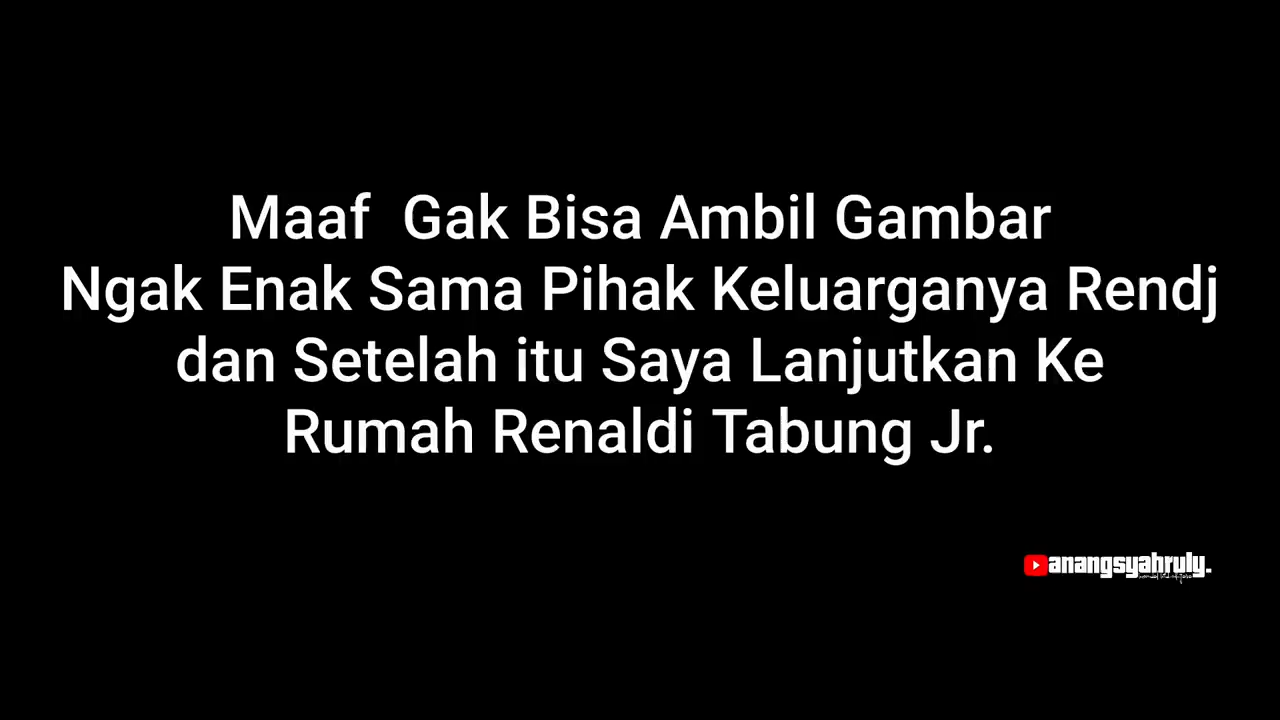 Maaf  Gak Bisa Ambil Gambar
Ngak Enak Sama Pihak Keluarganya Rendj
dan Setelah itu Saya Lanjutkan Ke
Rumah Renaldi Tabung Jr.
anangsyahruly.